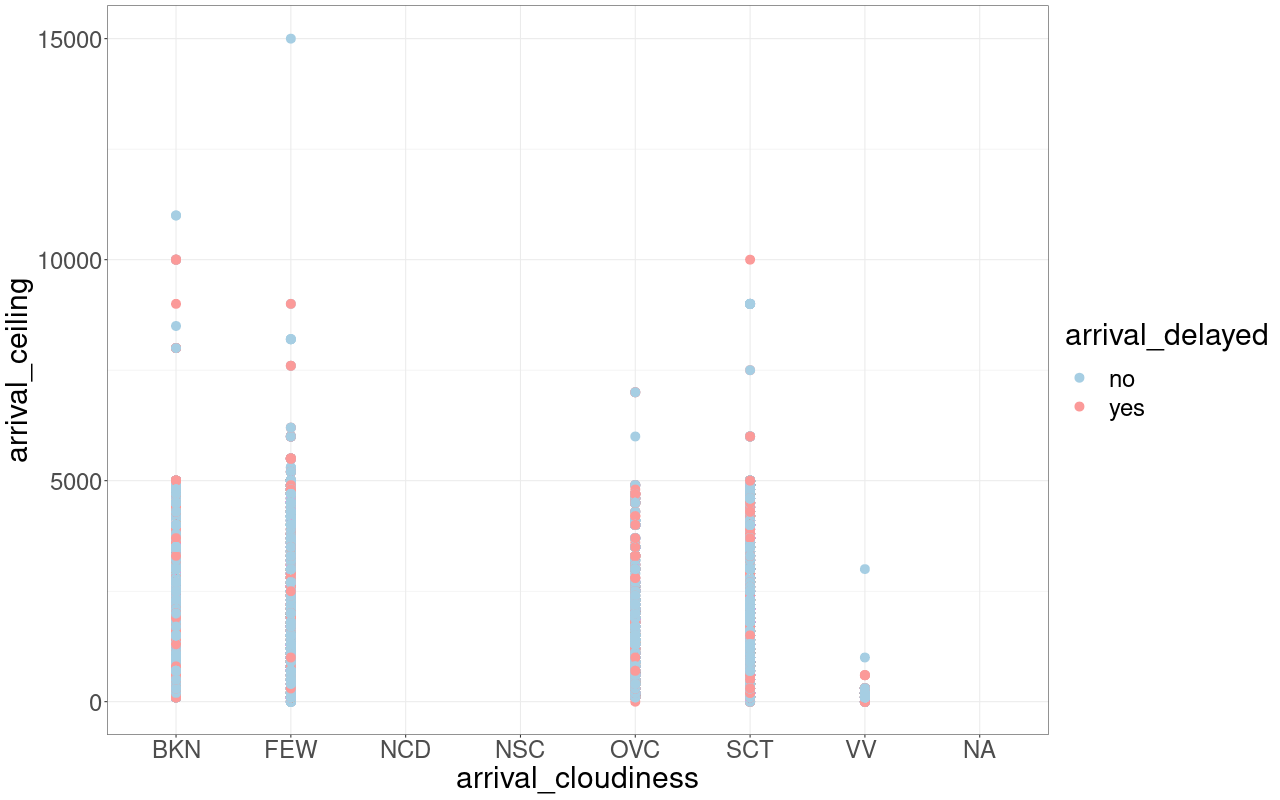 15000
10000
5000
0
arrival_ceiling
BKN FEW NCD NSC OVC SCT VV NA
arrival_cloudiness
arrival_delayed
no
yes